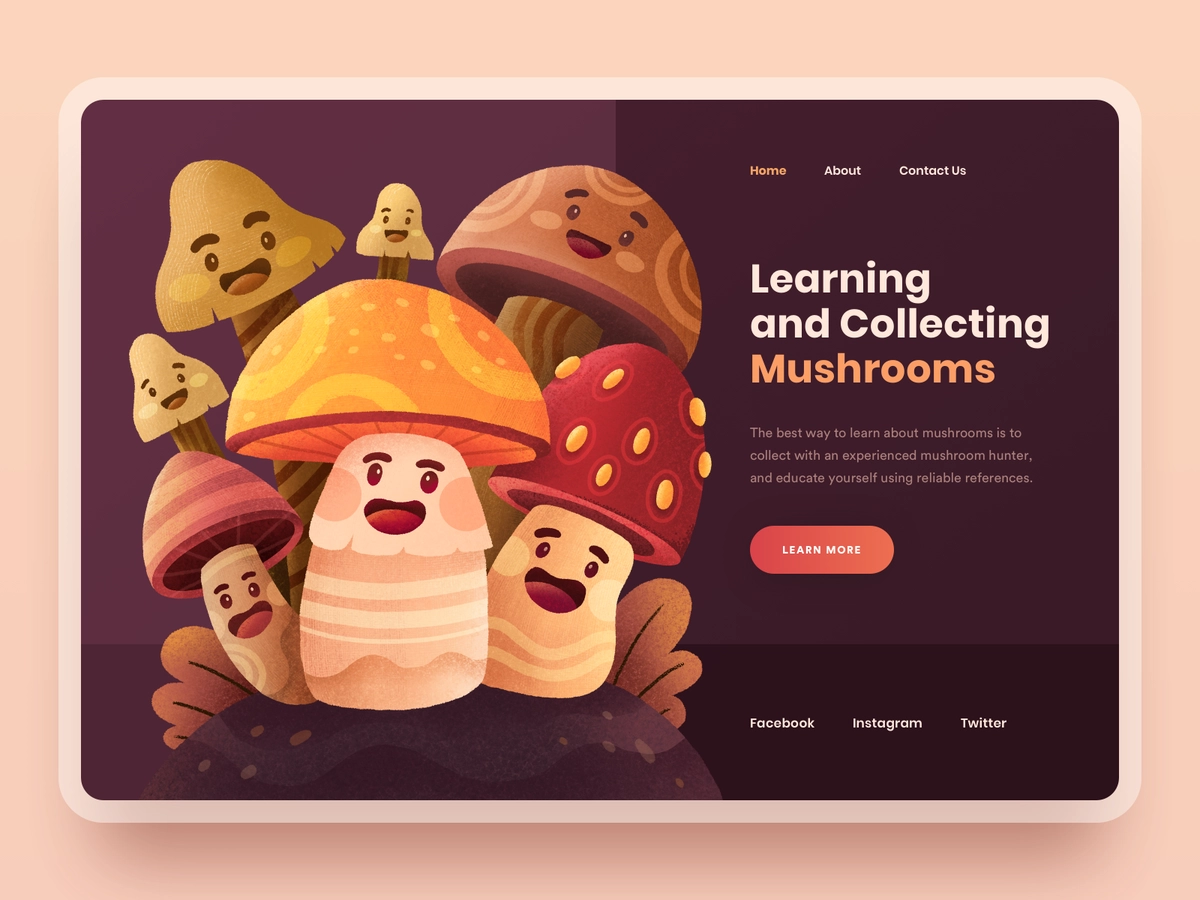 Home About Contact Us
Learning
and Collecting
Mushrooms
The best way to learn about mushrooms is to
collect with an experienced mushroom hunter,
and educate yourself using reliable references.
LEARN MORE
Facebook Instagram Twitter